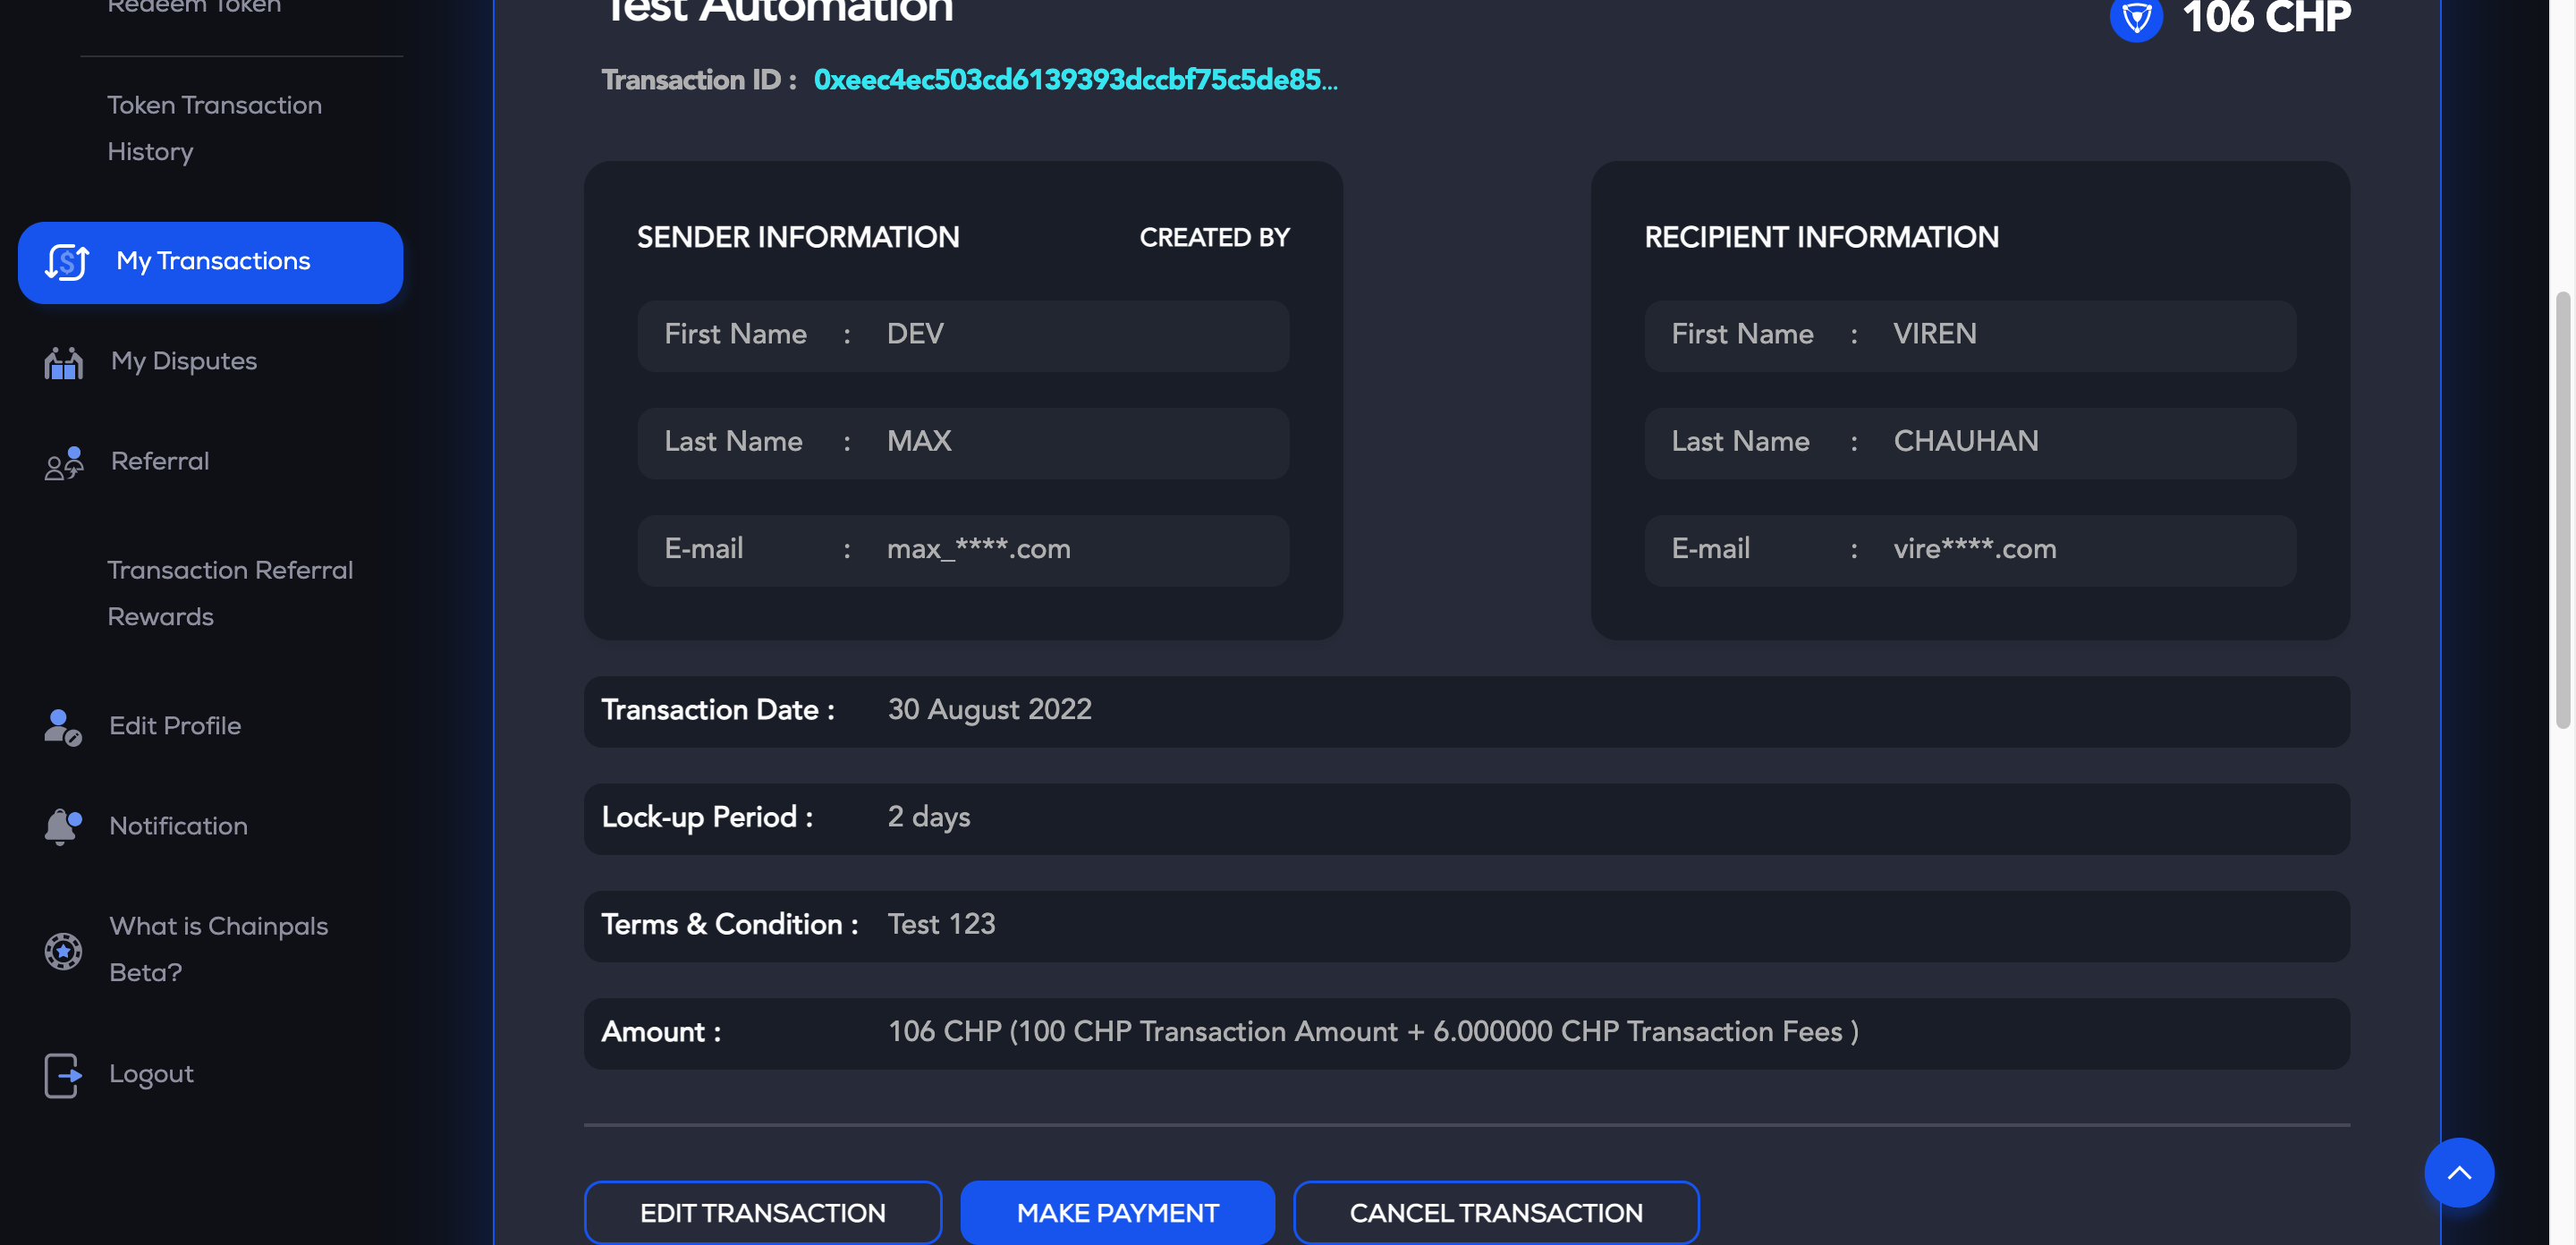 Redeem Token
Token Transaction
History
My Transactions
My Disputes
Referral
Transaction Referral
Rewards
Edit Profile
Notification
What is Chainpals
Beta?
Logout
Test Automation
106 CHP
Transaction ID : 0xeec4ec503cd6139393dccbf75c5de85...
SENDER INFORMATION CREATED BY
First Name : DEV
Last Name : MAX
E-mail : max_****.com
RECIPIENT INFORMATION
First Name : VIREN
Last Name : CHAUHAN
E-mail : vire****.com
Transaction Date : 30 August 2022
Lock-up Period : 2 days
Terms & Condition : Test 123
Amount : 106 CHP (100 CHP Transaction Amount + 6.000000 CHP Transaction Fees )
EDIT TRANSACTION MAKE PAYMENT CANCEL TRANSACTION